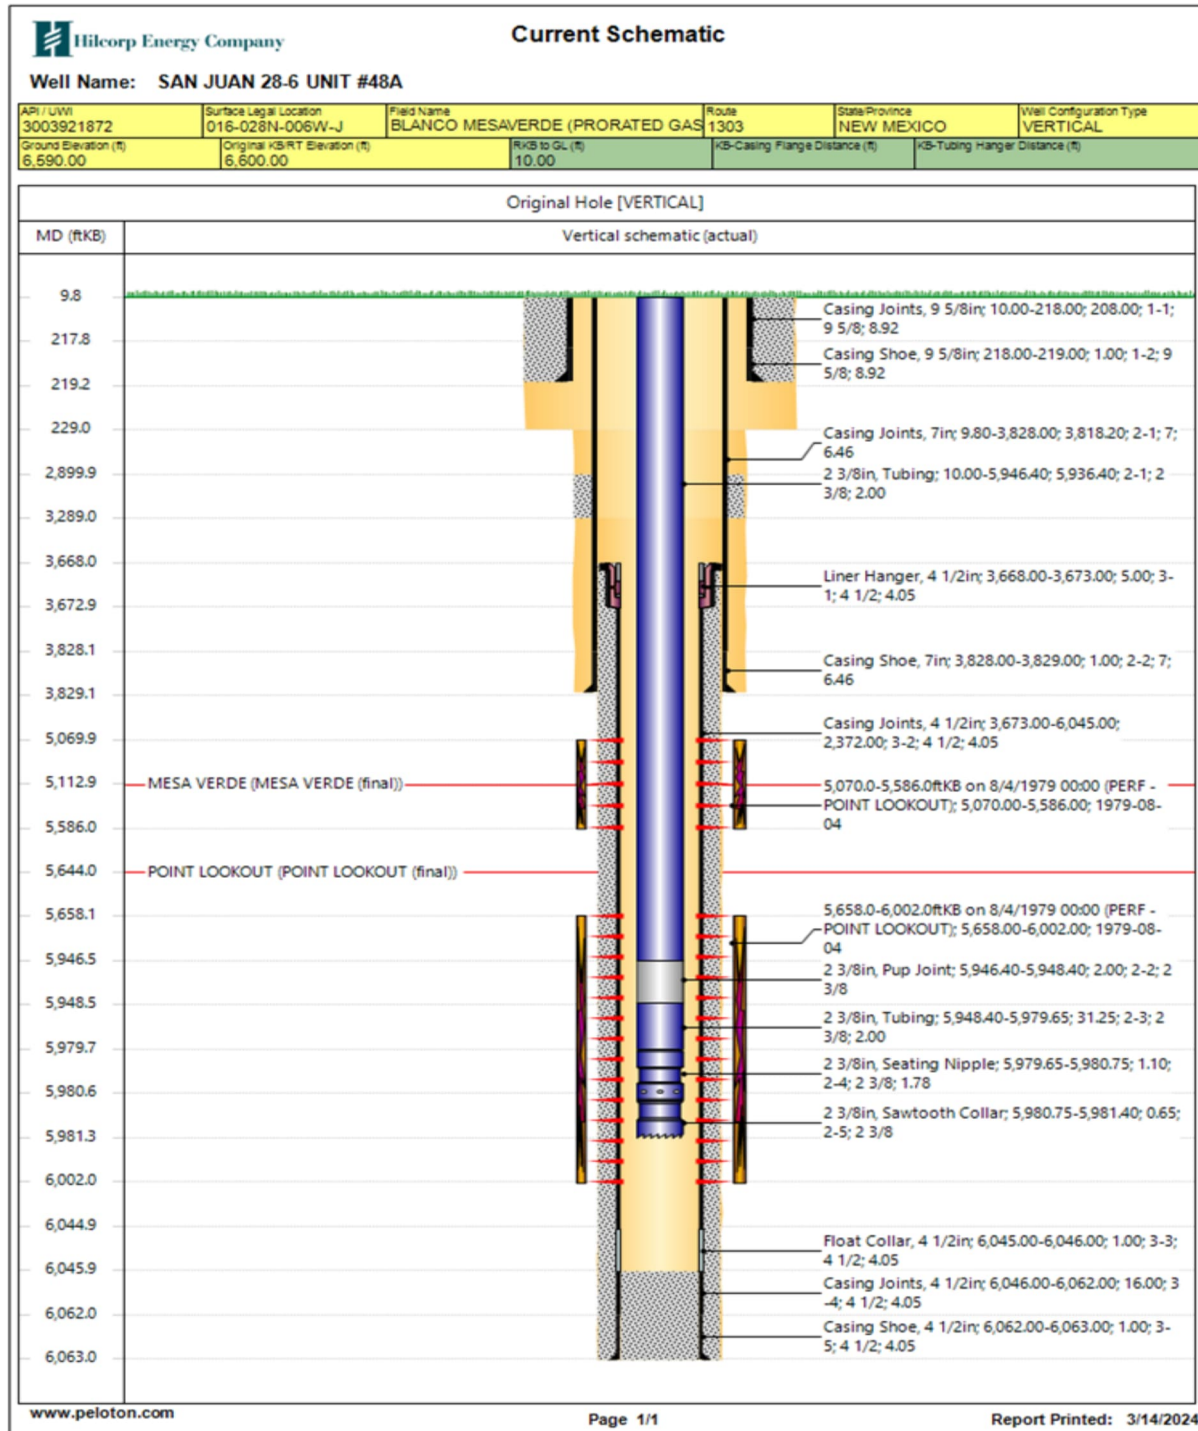 Hilcorp Energy Company
Current Schematic
Well Name: SAN JUAN 28-6 UNIT #48A
API / UWI
3003921872
Surface Legal Location
016-028N-006W-J
Field Name
BLANCO MESAVERDE (PRORATED GAS
Route
1303
State/Province
NEW MEXICO
Well Configuration Type
VERTICAL
Ground Elevation (ft)
6,590.00
Original KB/RT Elevation (ft)
6,600.00
RKB to GL (ft)
10.00
KB-Casing Flange Distance (ft)
KB-Tubing Hanger Distance (ft)
Original Hole [VERTICAL]
MD (ftKB)
Vertical schematic (actual)
9.8
Casing Joints, 9 5/8in; 10.00-218.00; 208.00; 1-1;
9 5/8; 8.92
217.8
Casing Shoe, 9 5/8in; 218.00-219.00; 1.00; 1-2; 9
5/8; 8.92
219.2
229.0
Casing Joints, 7in; 9.80-3,828.00; 3,818.20; 2-1; 7;
6.46
2,899.9
2 3/8in, Tubing; 10.00-5,946.40; 5,936.40; 2-1; 2
3/8; 2.00
3,289.0
3,668.0
Liner Hanger, 4 1/2in; 3,668.00-3,673.00; 5.00; 3-
1; 4 1/2; 4.05
3,672.9
3,828.1
Casing Shoe, 7in; 3,828.00-3,829.00; 1.00; 2-2; 7;
6.46
3,829.1
Casing Joints, 4 1/2in; 3,673.00-6,045.00;
2,372.00; 3-2; 4 1/2; 4.05
5,069.9
5,112.9
MESA VERDE (MESA VERDE (final))
5,070.0-5,586.0ftKB on 8/4/1979 00:00 (PERF -
POINT LOOKOUT); 5,070.00-5,586.00; 1979-08-
04
5,586.0
5,644.0
POINT LOOKOUT (POINT LOOKOUT (final))
5,658.1
5,658.0-6,002.0ftKB on 8/4/1979 00:00 (PERF -
POINT LOOKOUT); 5,658.00-6,002.00; 1979-08-
04
5,946.5
2 3/8in, Pup Joint; 5,946.40-5,948.40; 2.00; 2-2; 2
3/8
5,948.5
2 3/8in, Tubing; 5,948.40-5,979.65; 31.25; 2-3; 2
3/8; 2.00
5,979.7
2 3/8in, Seating Nipple; 5,979.65-5,980.75; 1.10;
2-4; 2 3/8; 1.78
5,980.6
2 3/8in, Sawtooth Collar; 5,980.75-5,981.40; 0.65;
2-5; 2 3/8
5,981.3
6,002.0
6,044.9
Float Collar, 4 1/2in; 6,045.00-6,046.00; 1.00; 3-3;
4 1/2; 4.05
6,045.9
Casing Joints, 4 1/2in; 6,046.00-6,062.00; 16.00; 3
-4; 4 1/2; 4.05
6,062.0
Casing Shoe, 4 1/2in; 6,062.00-6,063.00; 1.00; 3-
5; 4 1/2; 4.05
6,063.0
www.peloton.com
Page 1/1
Report Printed: 3/14/2024